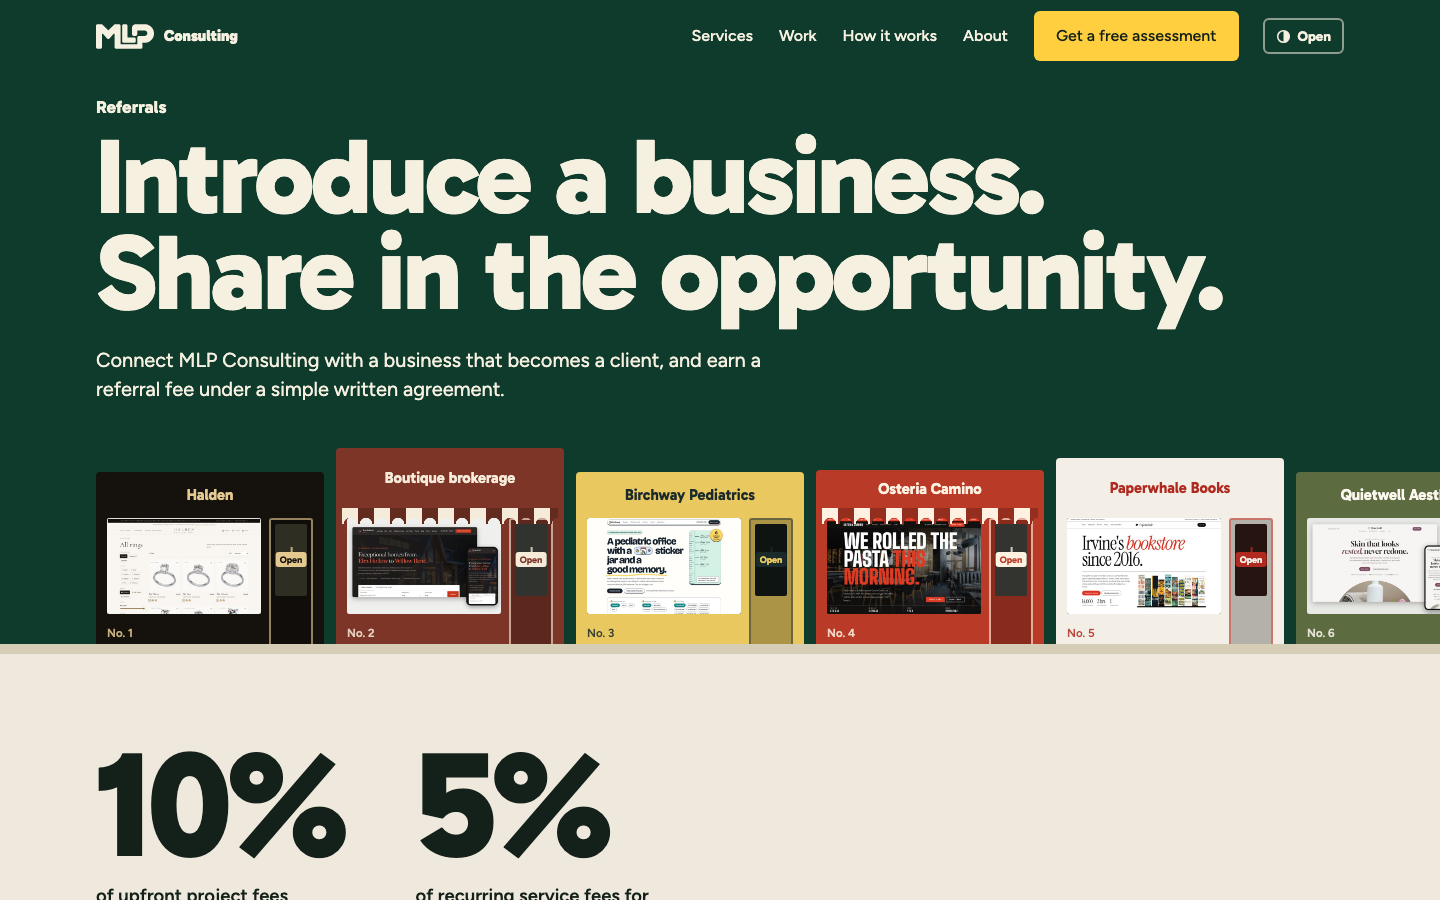 MLP Consulting
Services
Work
How it works
About
Get a free assessment
Open
Referrals
Introduce a business.
Share in the opportunity.
Connect MLP Consulting with a business that becomes a client, and earn a
referral fee under a simple written agreement.
Halden
All rings
Open
No. 1
Boutique brokerage
Open
No. 2
Birchway Pediatrics
A pediatric office
with a sticker
jar and a
good memory.
Open
No. 3
Osteria Camino
WE ROLLED THE
PASTA THIS
MORNING.
Open
No. 4
Paperwhale Books
Irvine's bookstore
since 2016.
Open
No. 5
Quietwell Aest
Skin that looks
rested, never redone.
No. 6
10%
of upfront project fees
5%
of recurring service fees for